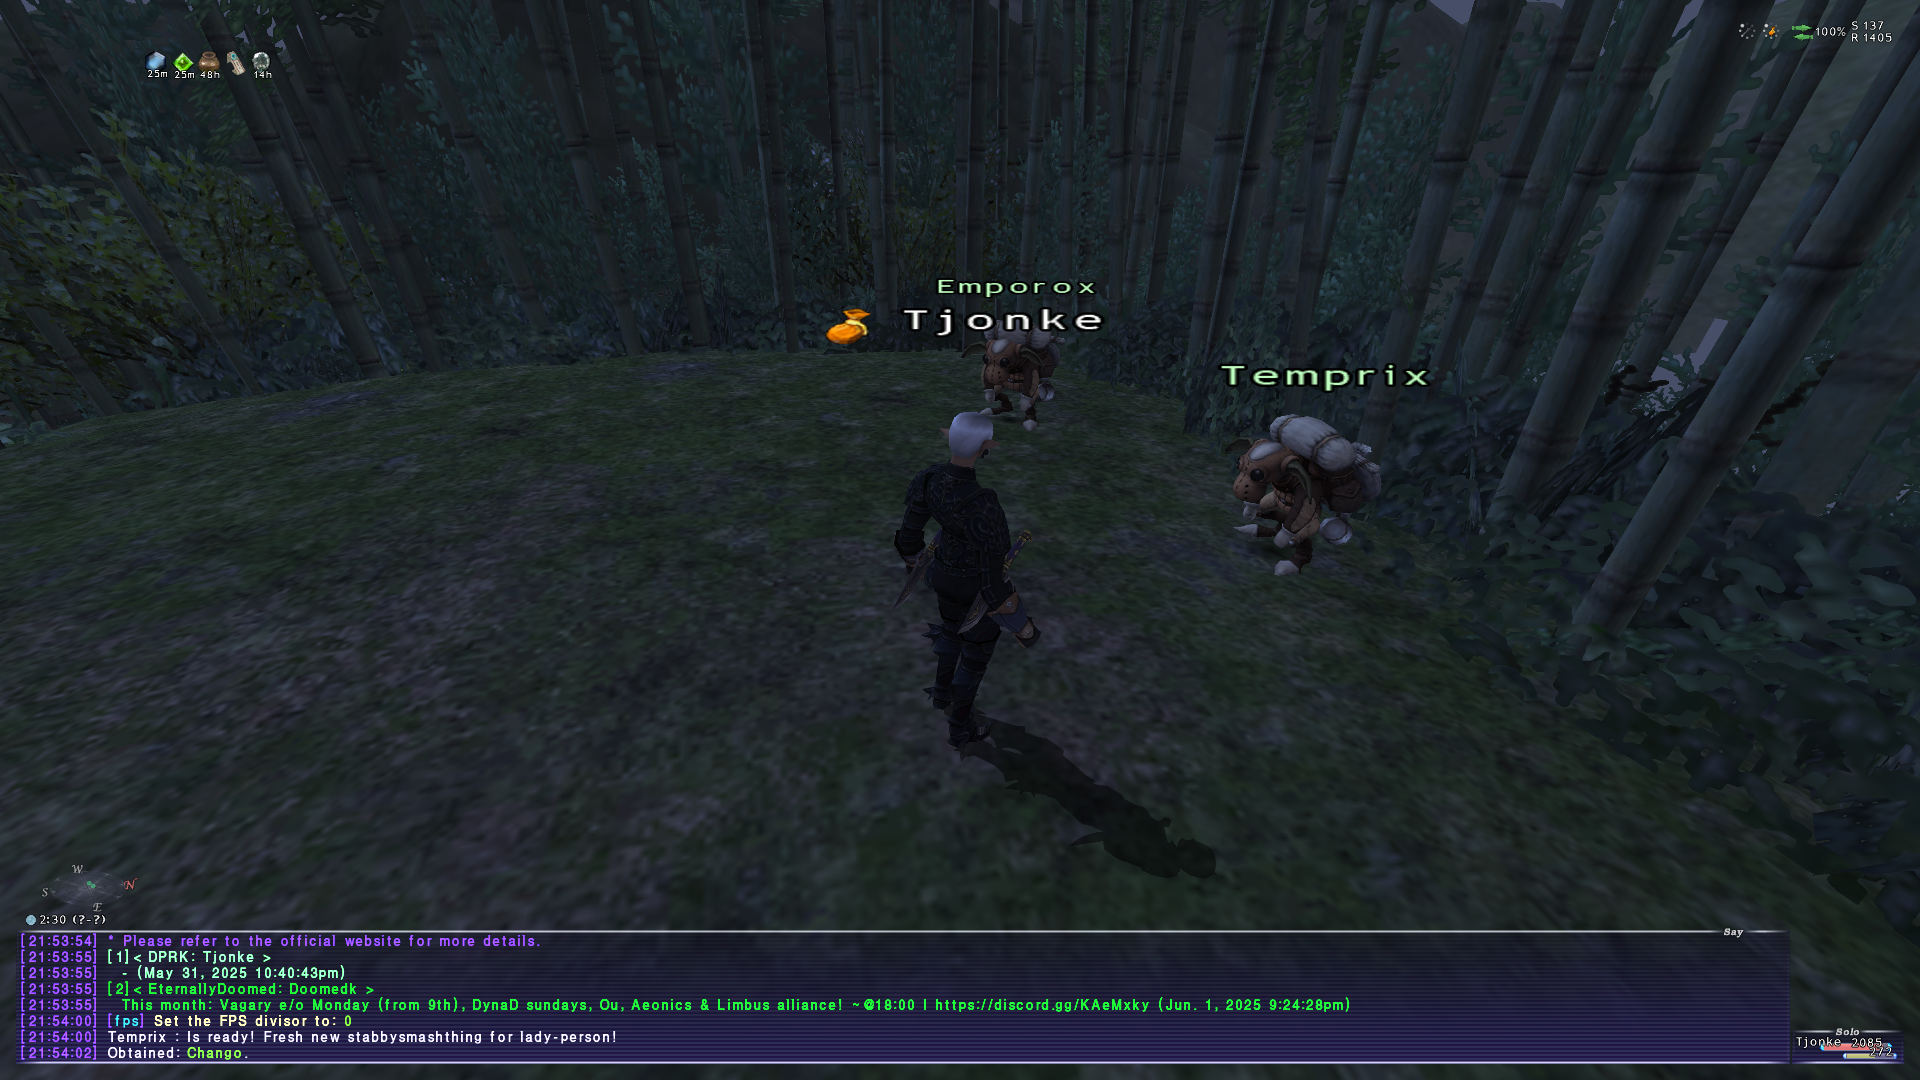 25m 25m 48h 14h
100% S 137
R 1405
Emporox
Tjonke
Temprix
W
S N
E
2:30 (?-?)
Say
[21:53:54] * Please refer to the official website for more details.
[21:53:55] [1]< DPRK: Tjonke >
[21:53:55] - (May 31, 2025 10:40:43pm)
[21:53:55] [2]< EternallyDoomed: Doomedk >
[21:53:55] This month: Vagary e/o Monday (from 9th), DynaD sundays, Ou, Aeonics & Limbus alliance! ~@18:00 | https://discord.gg/KAeMxky (Jun. 1, 2025 9:24:28pm)
[21:54:00] [fps] Set the FPS divisor to: 0
[21:54:00] Temprix : Is ready! Fresh new stabbysmashthing for lady-person!
[21:54:02] Obtained: Chango.
Solo
Tjonke 2085
272